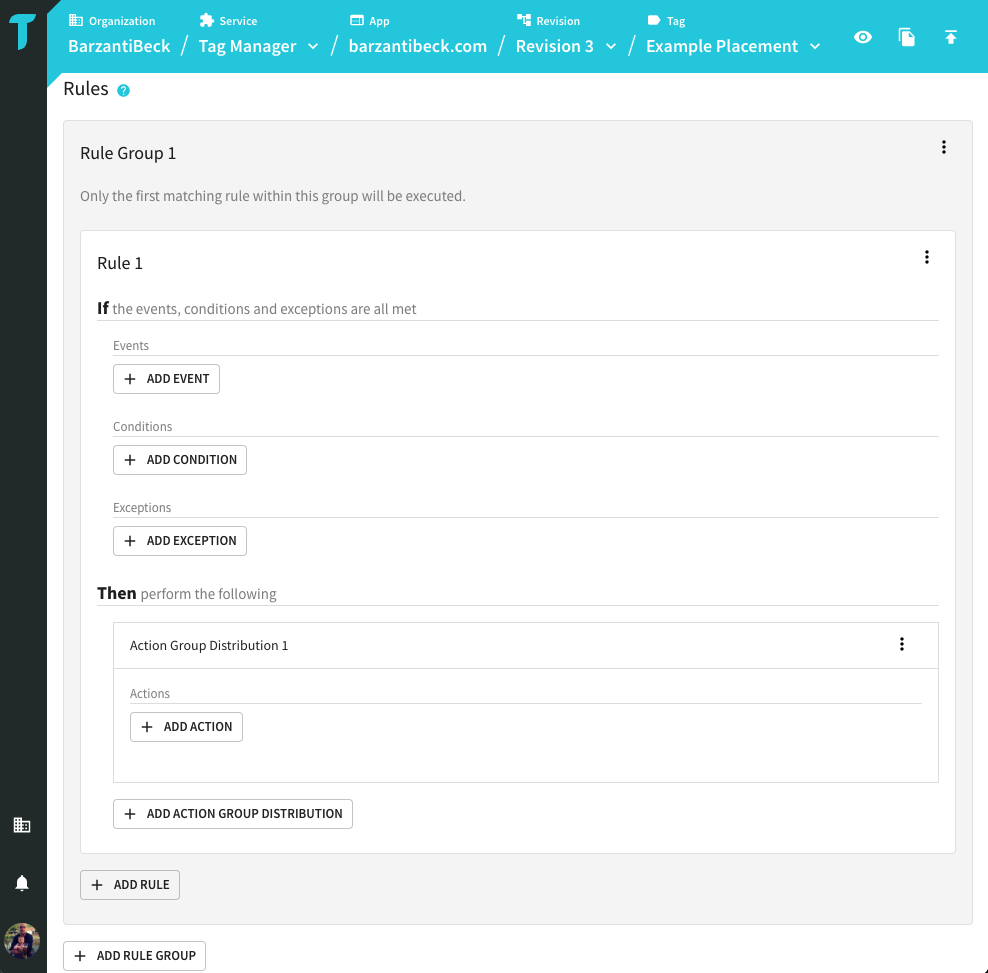 Organization Service App Revision Tag
BarzantiBeck / Tag Manager / barzantibeck.com / Revision 3 / Example Placement
Rules ?
Rule Group 1
Only the first matching rule within this group will be executed.
Rule 1
If the events, conditions and exceptions are all met
Events
+ ADD EVENT
Conditions
+ ADD CONDITION
Exceptions
+ ADD EXCEPTION
Then perform the following
Action Group Distribution 1
Actions
+ ADD ACTION
+ ADD ACTION GROUP DISTRIBUTION
+ ADD RULE
+ ADD RULE GROUP